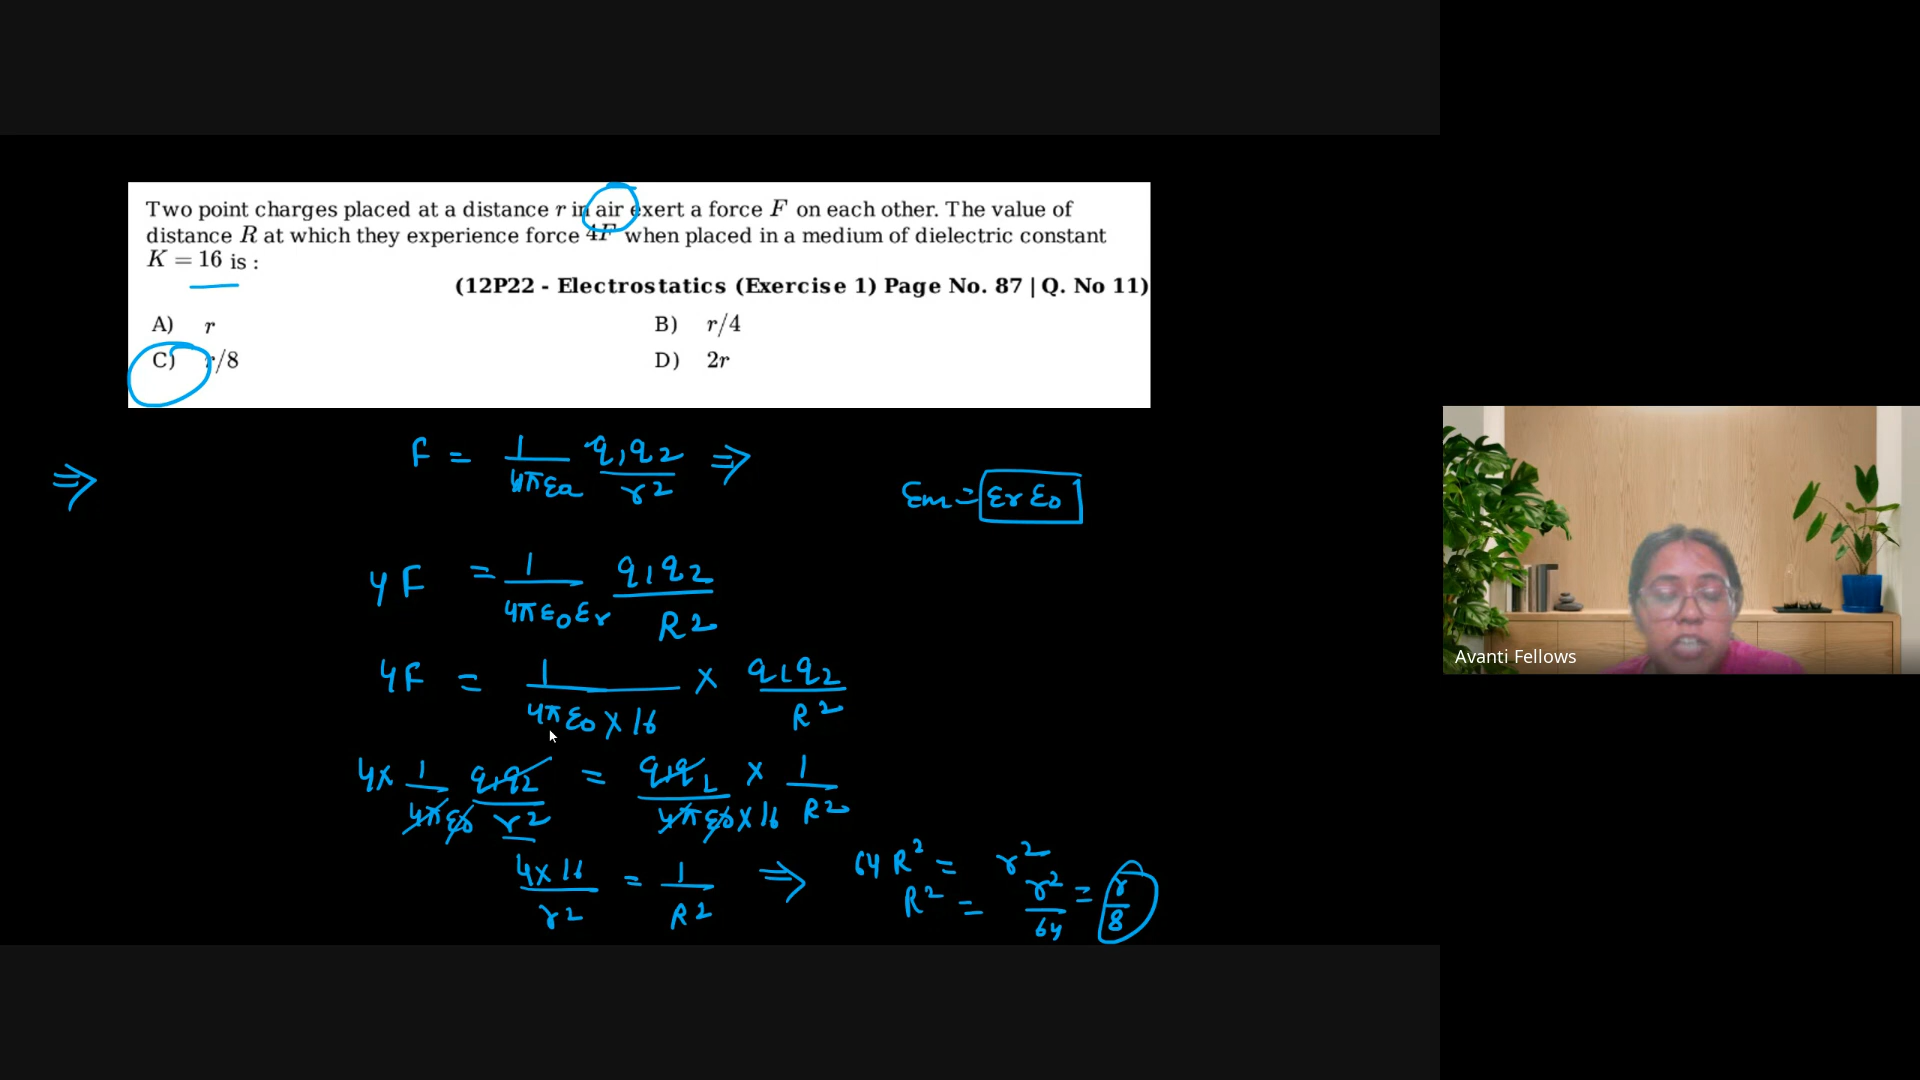 Two point charges placed at a distance r in air exert a force F on each other. The value of
distance R at which they experience force 4F when placed in a medium of dielectric constant
K = 16 is :
(12P22 - Electrostatics (Exercise 1) Page No. 87 | Q. No 11)
A) r
B) r/4
C) r/8
D) 2r
⇒ F = 1/4πεa q1q2/r2 ⇒
εm = εr ε0
4F = 1/4πε0εr q1q2/R2
4F = 1/4πε0 × 16 × q1q2/R2
4× 1/4πε0 q1q2/r2 = q1q2/4πε0×16 × 1/R2
4×16/r2 = 1/R2 ⇒ 64R² = r²
R² = r²/64 = r/8
Avanti Fellows